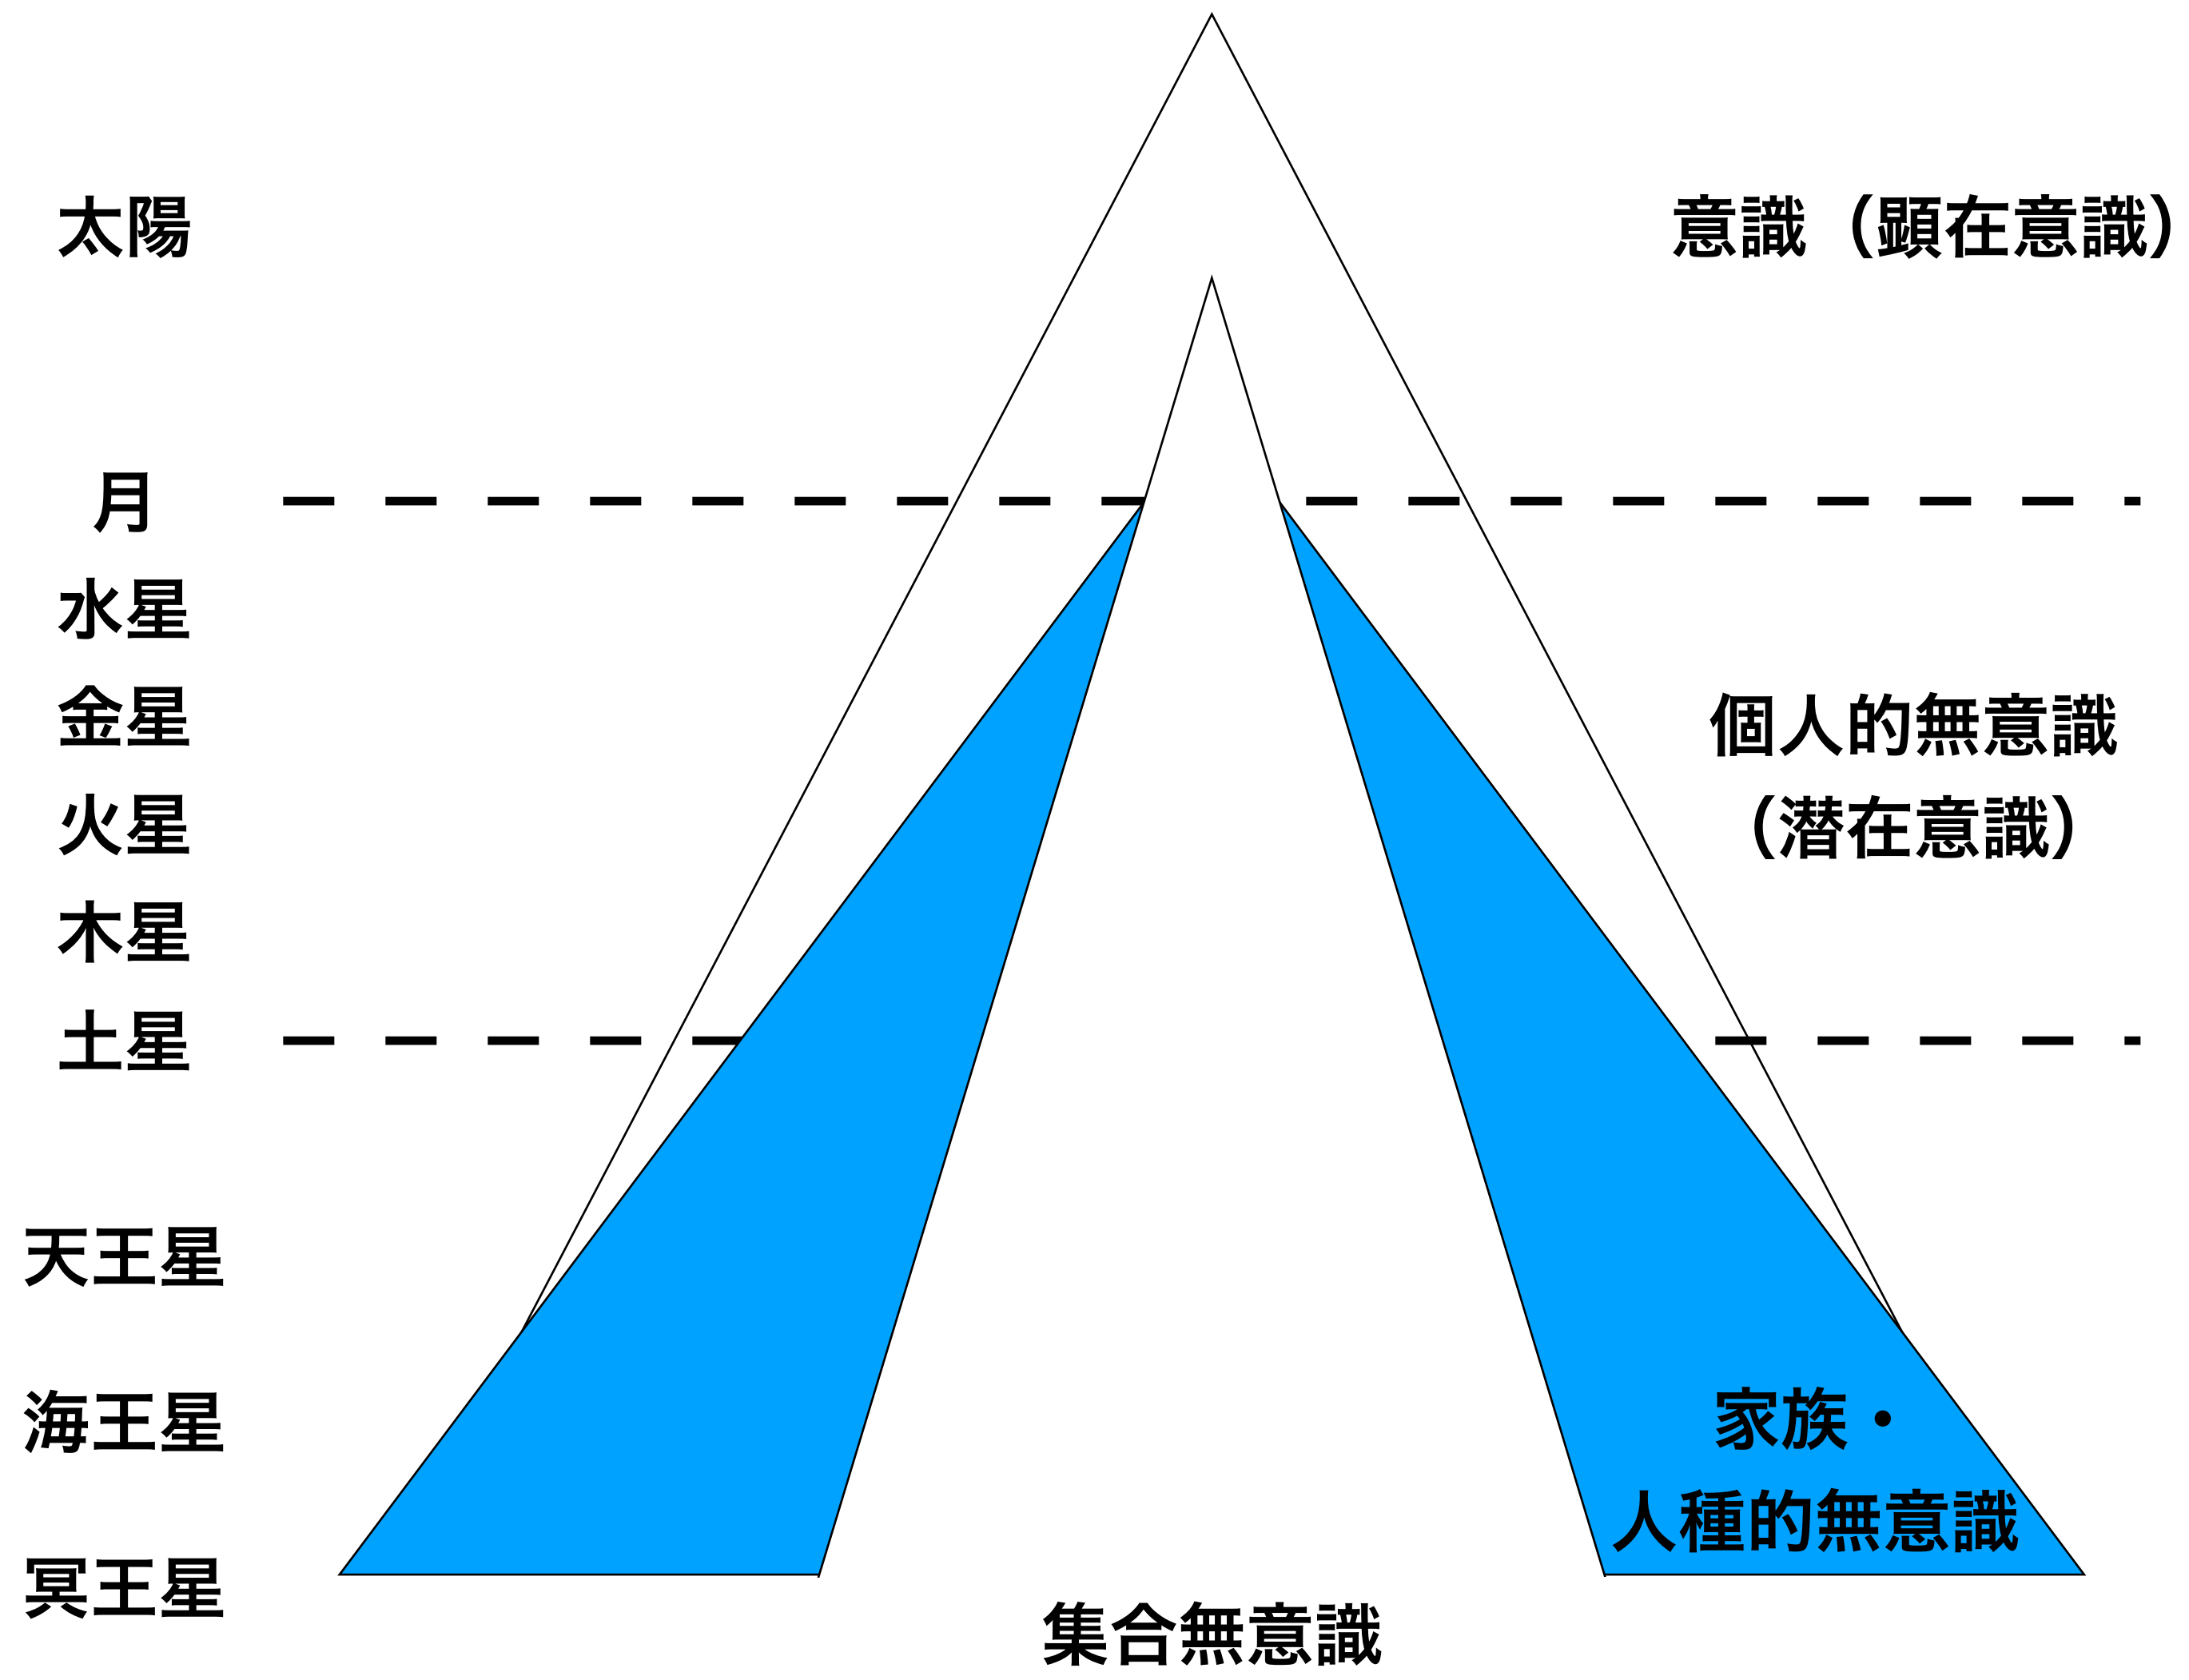 太陽
意識（顕在意識）
月
水星
金星
個人的無意識
（潜在意識）
火星
木星
土星
天王星
海王星
家族・
人種的無意識
冥王星
集合無意識